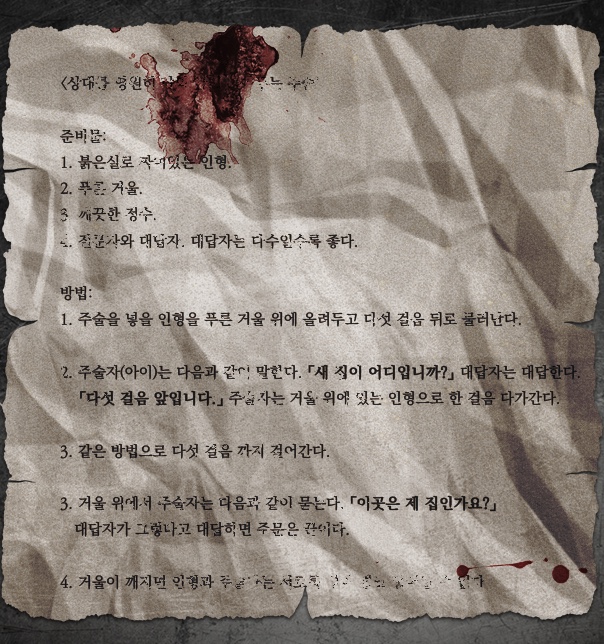 〈상대를 영원히
준비물:
1. 붉은실로 인형.
2. 푸른 거울.
3. 깨끗한 정수.
4. 질문자와 대답자. 대답자는 다수일수록 좋다.
방법:
1. 주술을 넣을 인형을 푸른 거울 위에 올려두고 다섯 걸음 뒤로 물러난다.
2. 주술자(아이)는 다음과 같이 말한다. 「새 집이 어디입니까?」 대답자는 대답한다.
「다섯 걸음 앞입니다.」 주술자는 거울 위에 있는 인형으로 한 걸음 다가간다.
3. 같은 방법으로 다섯 걸음 까지 걸어간다.
3. 거울 위에서 주술자는 다음과 같이 묻는다. 「이곳은 제 집인가요?」
대답자가 그렇다고 대답하면 주문은 끝이다.
4. 거울이 깨지면 인형과